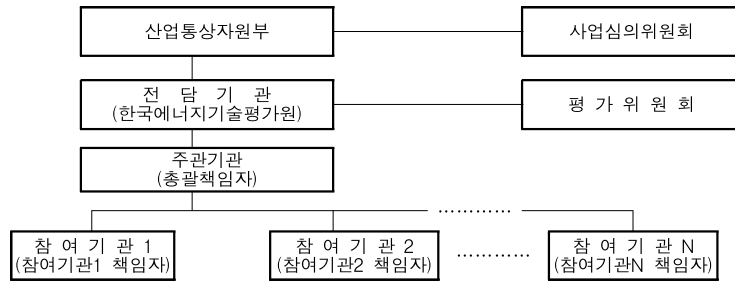 산업통상자원부
사업심의위원회
전 담 기 관
(한국에너지기술평가원)
평 가 위 원 회
주관기관
(총괄책임자)
…………
참 여 기 관 1
(참여기관1 책임자)
참 여 기 관 2
(참여기관2 책임자)
…………
참 여 기 관 N
(참여기관N 책임자)